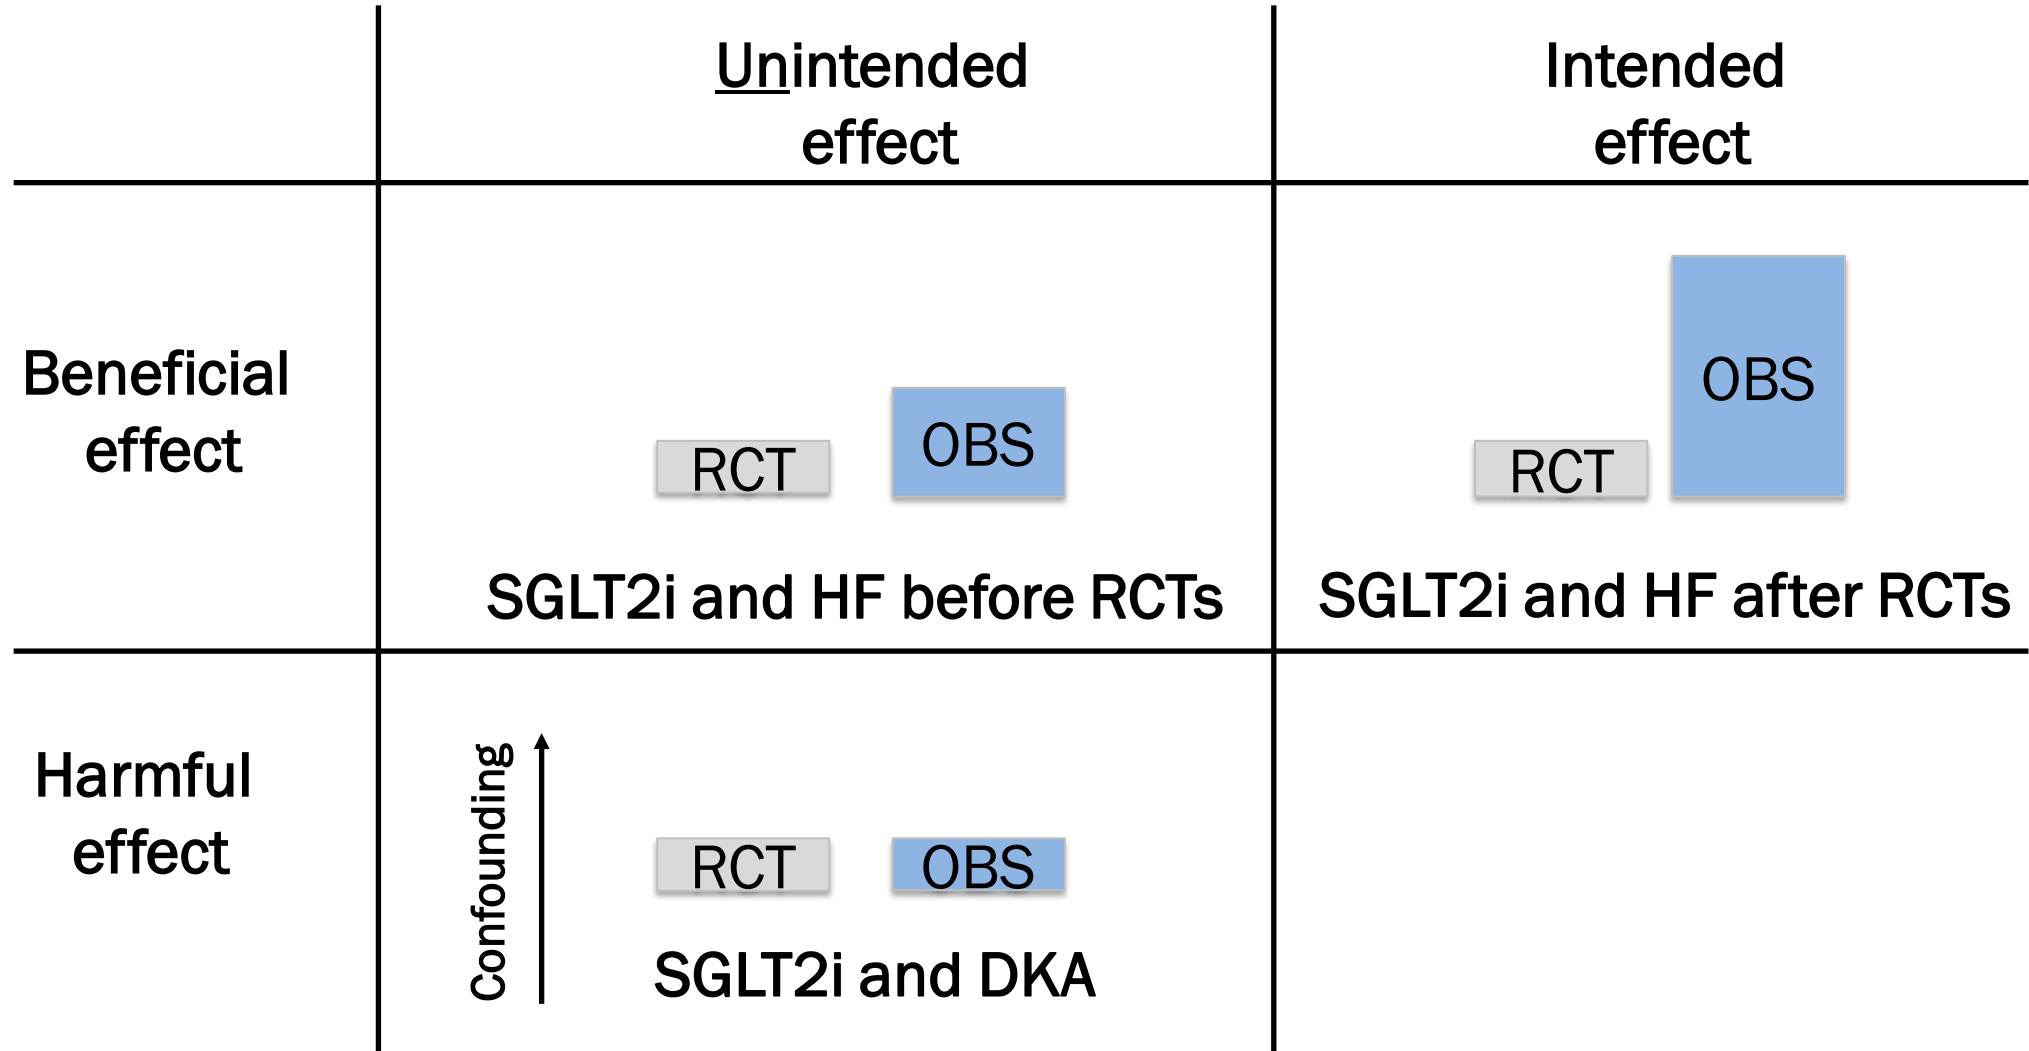 Unintended
effect
Intended
effect
Beneficial
effect
RCT
OBS
SGLT2i and HF before RCTs
RCT
OBS
SGLT2i and HF after RCTs
Harmful
effect
Confounding
RCT
OBS
SGLT2i and DKA